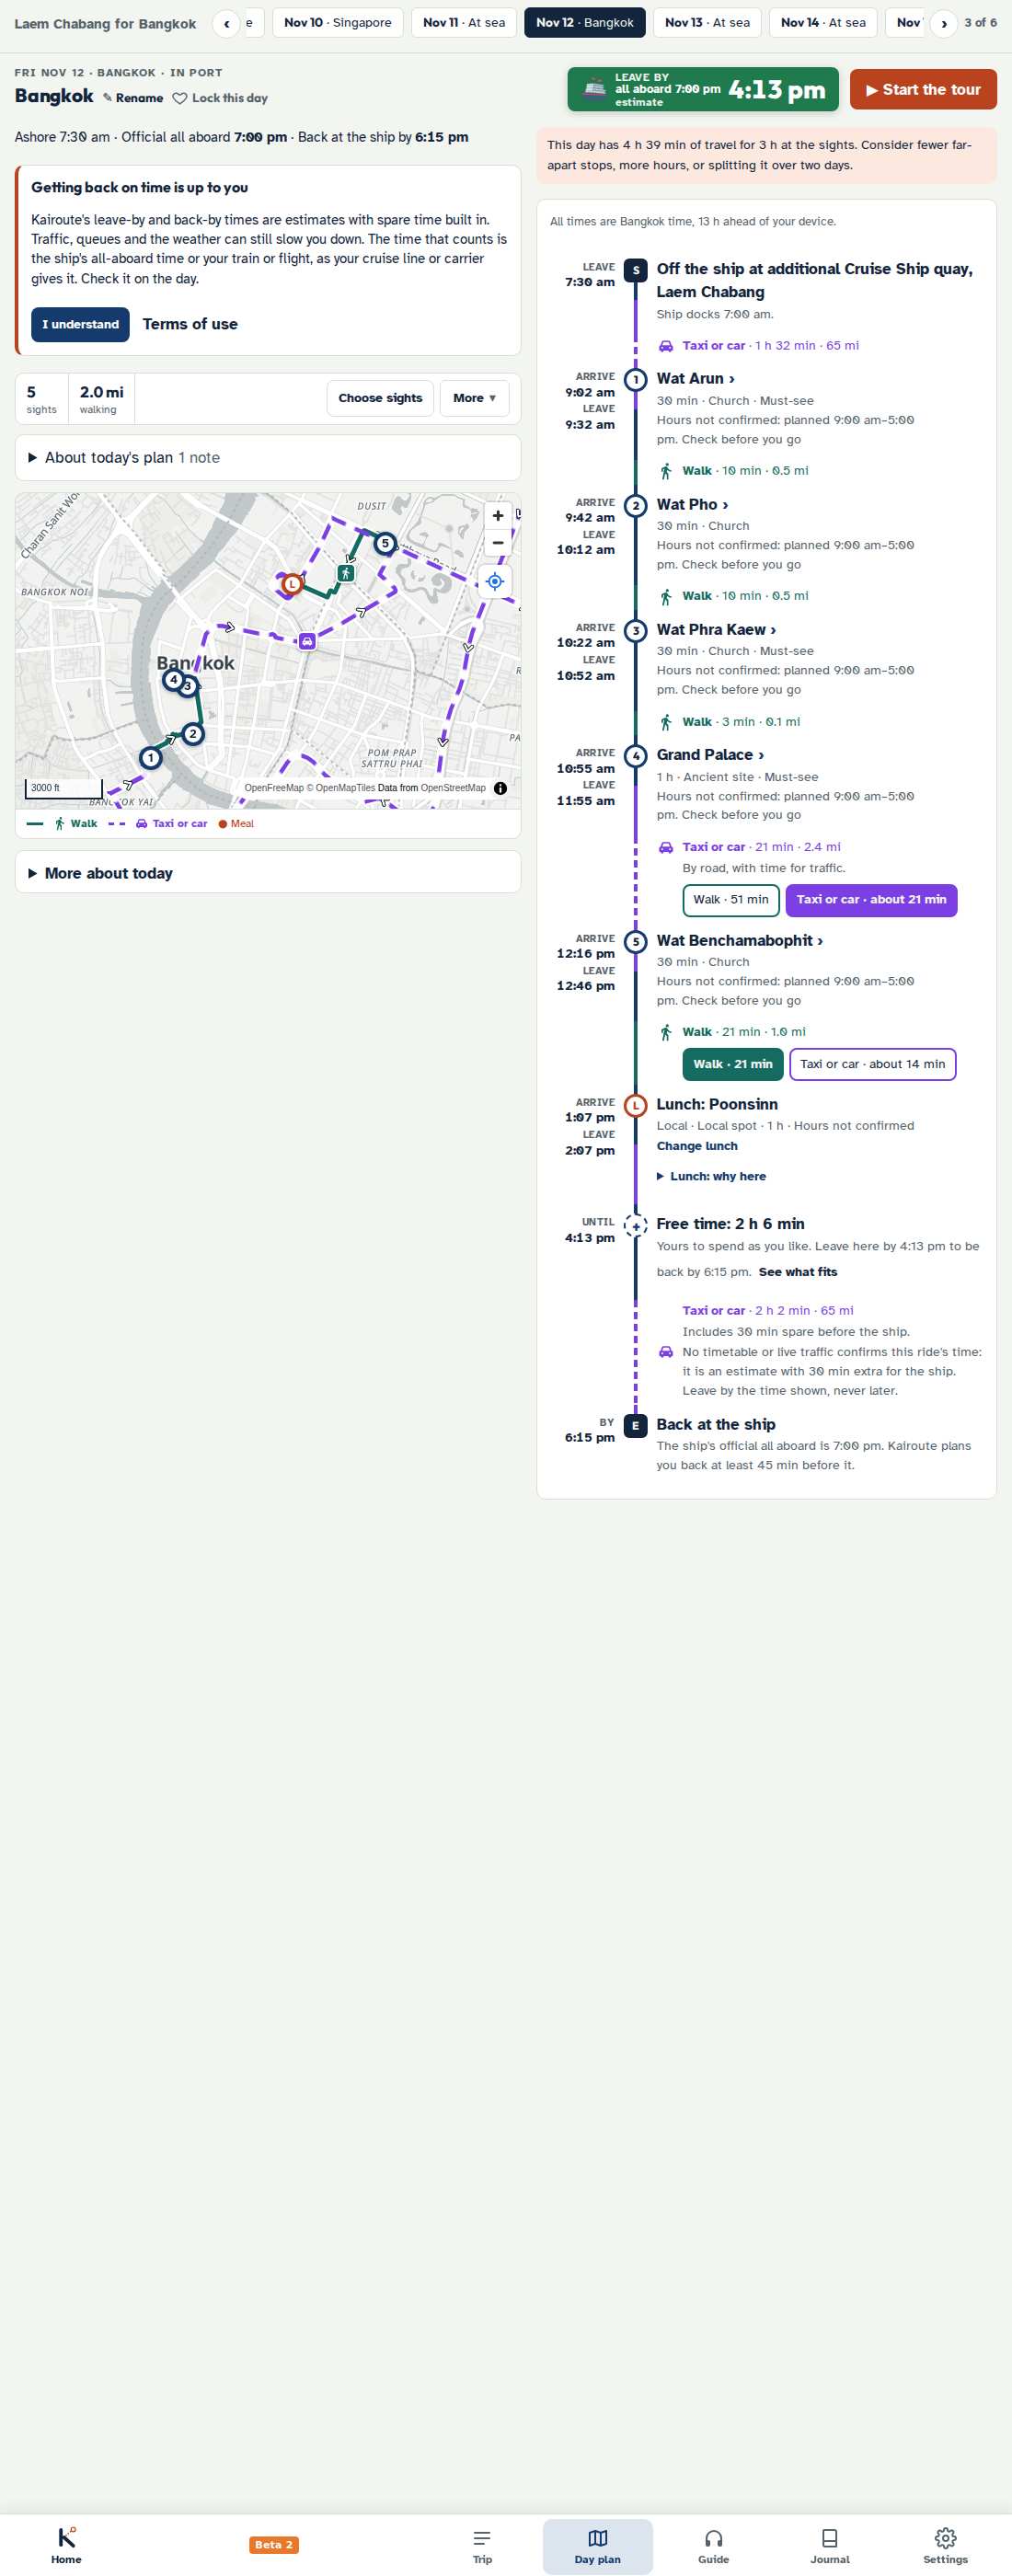 Laem Chabang for Bangkok
‹
e
Nov 10 · Singapore
Nov 11 · At sea
Nov 12 · Bangkok
Nov 13 · At sea
Nov 14 · At sea
Nov
›
3 of 6
FRI NOV 12 · BANGKOK · IN PORT
Bangkok
✎ Rename
Lock this day
LEAVE BY
all aboard 7:00 pm
estimate
4:13 pm
▶ Start the tour
Ashore 7:30 am · Official all aboard 7:00 pm · Back at the ship by 6:15 pm
Getting back on time is up to you
Kairoute's leave-by and back-by times are estimates with spare time built in.
Traffic, queues and the weather can still slow you down. The time that counts is
the ship's all-aboard time or your train or flight, as your cruise line or carrier
gives it. Check it on the day.
I understand
Terms of use
5
sights
2.0 mi
walking
Choose sights
More ▼
▶ About today's plan 1 note
Charan Sanit Wo
DUSIT
BANGKOK NOI
Bangkok
POM PRAP
SATTRU PHAI
PA
R
BANGKOK YAI
5
L
4
3
2
1
+
−
3000 ft
OpenFreeMap © OpenMapTiles Data from OpenStreetMap
Walk
Taxi or car
Meal
▶ More about today
This day has 4 h 39 min of travel for 3 h at the sights. Consider fewer far-
apart stops, more hours, or splitting it over two days.
All times are Bangkok time, 13 h ahead of your device.
LEAVE
7:30 am
S
Off the ship at additional Cruise Ship quay,
Laem Chabang
Ship docks 7:00 am.
Taxi or car · 1 h 32 min · 65 mi
ARRIVE
9:02 am
LEAVE
9:32 am
1
Wat Arun ›
30 min · Church · Must-see
Hours not confirmed: planned 9:00 am–5:00
pm. Check before you go
Walk · 10 min · 0.5 mi
ARRIVE
9:42 am
LEAVE
10:12 am
2
Wat Pho ›
30 min · Church
Hours not confirmed: planned 9:00 am–5:00
pm. Check before you go
Walk · 10 min · 0.5 mi
ARRIVE
10:22 am
LEAVE
10:52 am
3
Wat Phra Kaew ›
30 min · Church · Must-see
Hours not confirmed: planned 9:00 am–5:00
pm. Check before you go
Walk · 3 min · 0.1 mi
ARRIVE
10:55 am
LEAVE
11:55 am
4
Grand Palace ›
1 h · Ancient site · Must-see
Hours not confirmed: planned 9:00 am–5:00
pm. Check before you go
Taxi or car · 21 min · 2.4 mi
By road, with time for traffic.
Walk · 51 min
Taxi or car · about 21 min
ARRIVE
12:16 pm
LEAVE
12:46 pm
5
Wat Benchamabophit ›
30 min · Church
Hours not confirmed: planned 9:00 am–5:00
pm. Check before you go
Walk · 21 min · 1.0 mi
Walk · 21 min
Taxi or car · about 14 min
ARRIVE
1:07 pm
LEAVE
2:07 pm
L
Lunch: Poonsinn
Local · Local spot · 1 h · Hours not confirmed
Change lunch
▶ Lunch: why here
UNTIL
4:13 pm
+
Free time: 2 h 6 min
Yours to spend as you like. Leave here by 4:13 pm to be
back by 6:15 pm. See what fits
Taxi or car · 2 h 2 min · 65 mi
Includes 30 min spare before the ship.
No timetable or live traffic confirms this ride's time:
it is an estimate with 30 min extra for the ship.
Leave by the time shown, never later.
BY
6:15 pm
E
Back at the ship
The ship's official all aboard is 7:00 pm. Kairoute plans
you back at least 45 min before it.
Home
Beta 2
Trip
Day plan
Guide
Journal
Settings